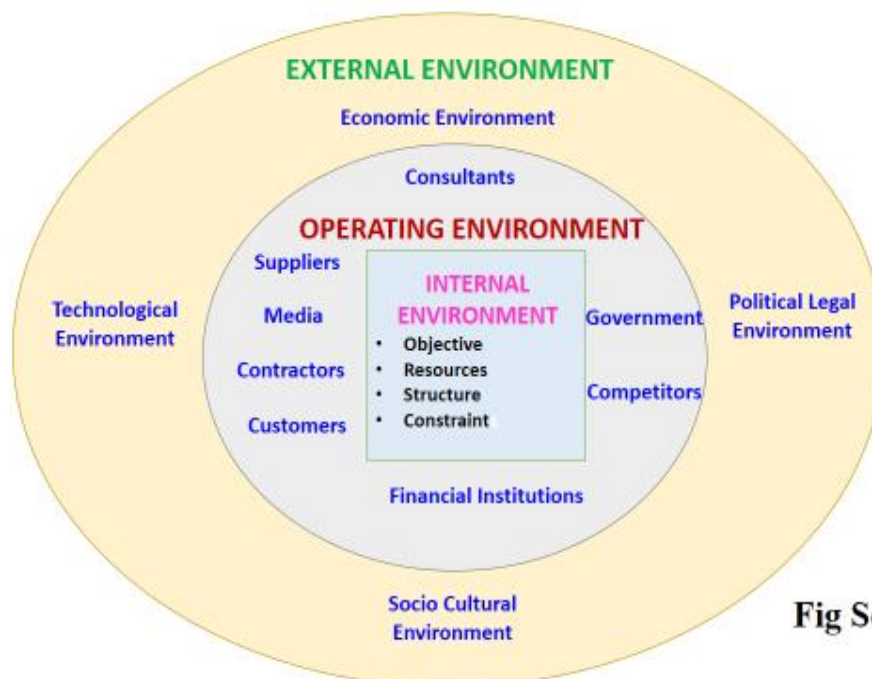 EXTERNAL ENVIRONMENT
Economic Environment
Consultants
OPERATING ENVIRONMENT
Suppliers
Media
Contractors
Customers
INTERNAL
ENVIRONMENT
• Objective
• Resources
• Structure
• Constraint
Government
Competitors
Financial Institutions
Technological
Environment
Political Legal
Environment
Socio Cultural
Environment
Fig